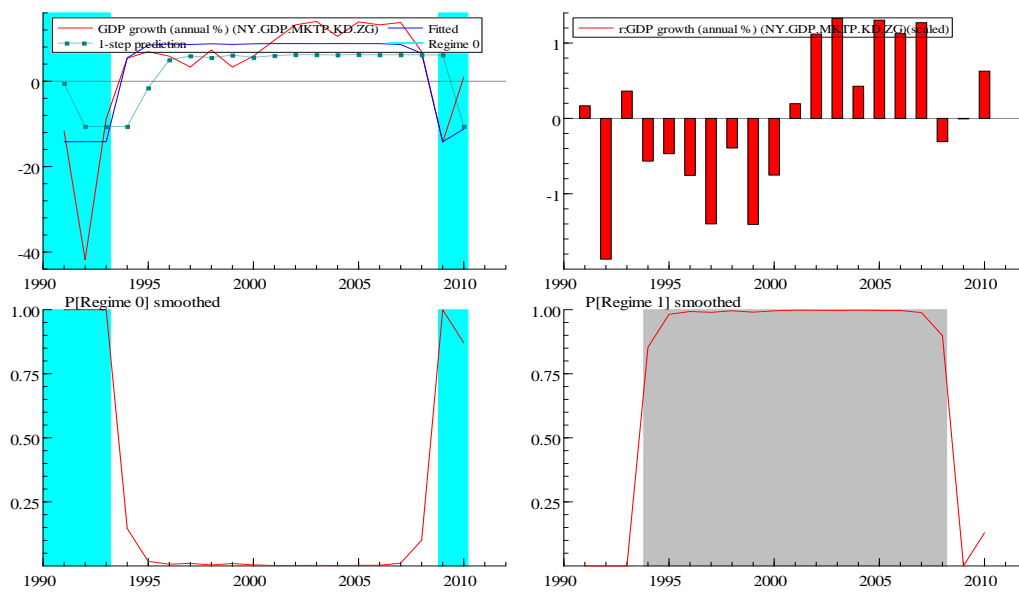 GDP growth (annual %) (NY.GDP.MKTP.KD.ZG) Fitted
1-step prediction Regime 0
0
-20
-40
1990 1995 2000 2005 2010
r:GDP growth (annual %) (NY.GDP.MKTP.KD.ZG)(scaled)
1
0
-1
1990 1995 2000 2005 2010
P[Regime 0] smoothed
1.00
0.75
0.50
0.25
1990 1995 2000 2005 2010
P[Regime 1] smoothed
1.00
0.75
0.50
0.25
1990 1995 2000 2005 2010